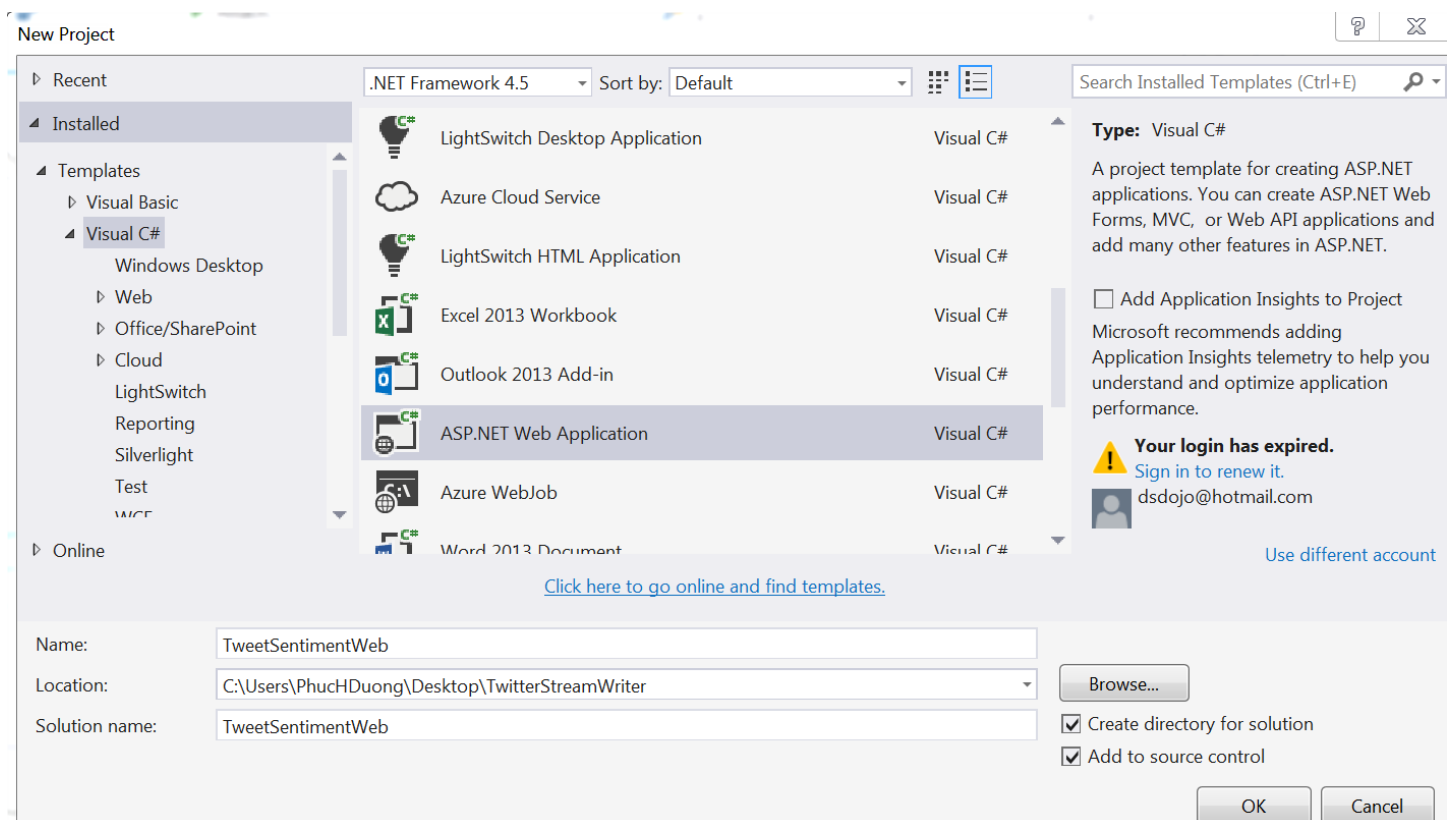 New Project
Recent
Installed
Templates
Visual Basic
Visual C#
Windows Desktop
Web
Office/SharePoint
Cloud
LightSwitch
Reporting
Silverlight
Test
WCF
Online
.NET Framework 4.5
Sort by: Default
LightSwitch Desktop Application Visual C#
Azure Cloud Service Visual C#
LightSwitch HTML Application Visual C#
Excel 2013 Workbook Visual C#
Outlook 2013 Add-in Visual C#
ASP.NET Web Application Visual C#
Azure WebJob Visual C#
Word 2013 Document Visual C#
Click here to go online and find templates.
Search Installed Templates (Ctrl+E)
Type: Visual C#
A project template for creating ASP.NET
applications. You can create ASP.NET Web
Forms, MVC, or Web API applications and
add many other features in ASP.NET.
Add Application Insights to Project
Microsoft recommends adding
Application Insights telemetry to help you
understand and optimize application
performance.
Your login has expired.
Sign in to renew it.
dsdojo@hotmail.com
Use different account
Name: TweetSentimentWeb
Location: C:\Users\PhucHDuong\Desktop\TwitterStreamWriter
Browse...
Solution name: TweetSentimentWeb
Create directory for solution
Add to source control
OK Cancel